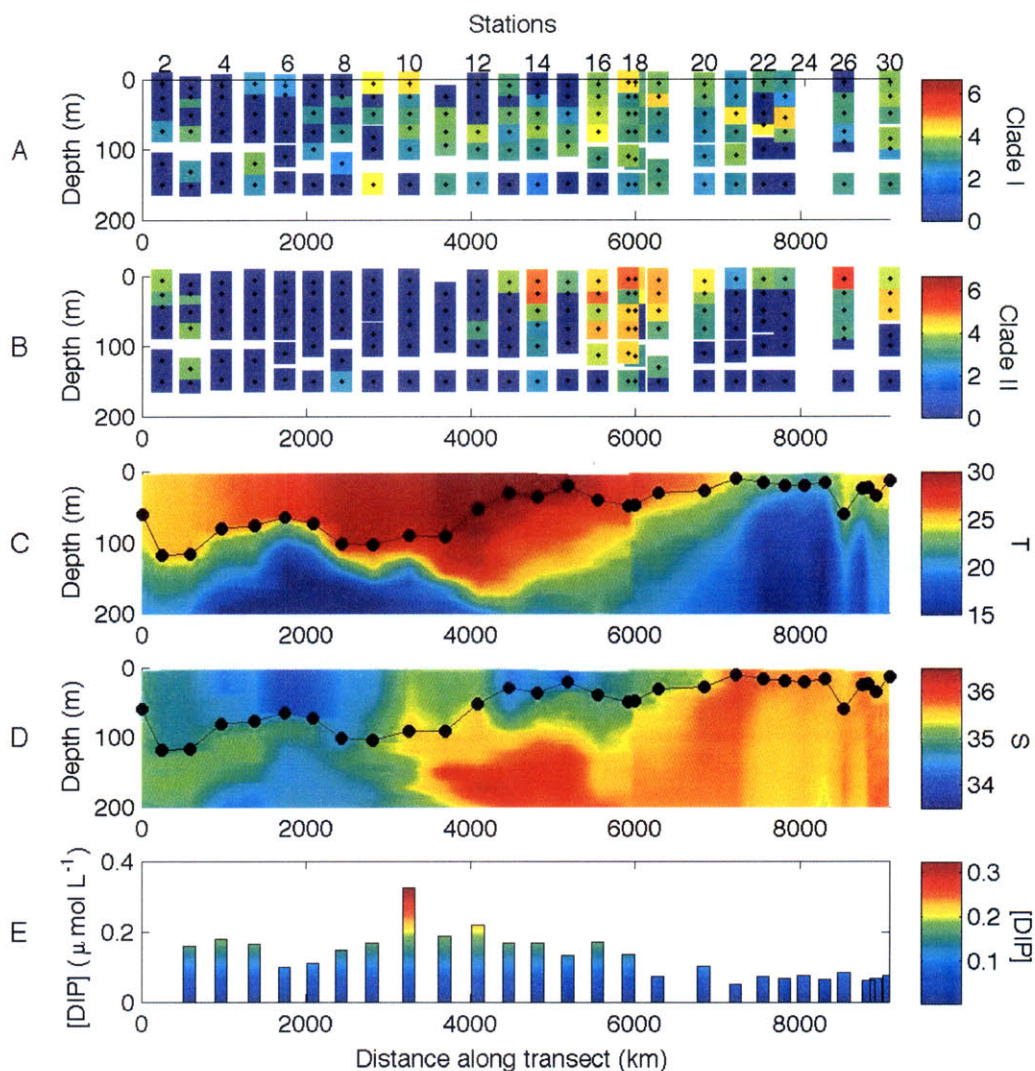 Stations
2 4 6 8 10 12 14 16 18 20 22 24 26 30
A
Depth (m)
0
100
200
0 2000 4000 6000 8000
6
4
2
0
Clade I
B
Depth (m)
0
100
200
0 2000 4000 6000 8000
6
4
2
0
Clade II
C
Depth (m)
0
100
200
0 2000 4000 6000 8000
30
25
20
15
T
D
Depth (m)
0
100
200
0 2000 4000 6000 8000
36
35
34
S
E
[DIP] (μ mol L⁻¹)
0.4
0.2
0
0 2000 4000 6000 8000
0.3
0.2
0.1
[DIP]
Distance along transect (km)